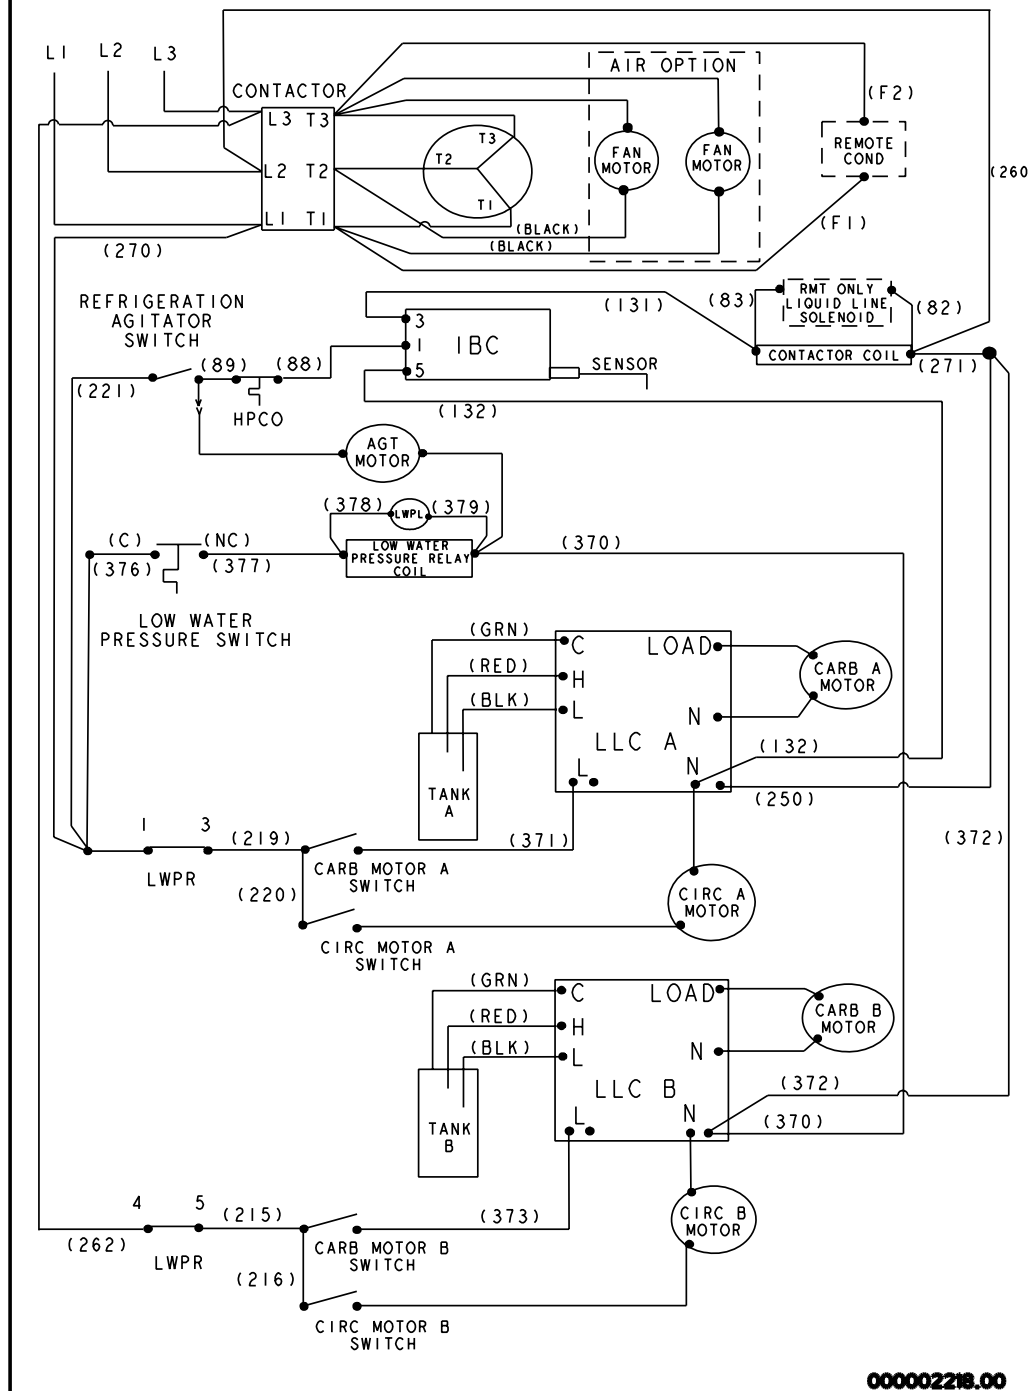 L1 L2 L3
CONTACTOR
L3 T3
L2 T2
L1 T1
T3
T2
T1
AIR OPTION
FAN
MOTOR
FAN
MOTOR
(F2)
REMOTE
COND
(260
(F1)
(BLACK)
(BLACK)
(270)
REFRIGERATION
AGITATOR
SWITCH
(221)
(89) (88)
HPCO
3
1
5
IBC
SENSOR
(131)
(132)
(83)
RMT ONLY
LIQUID LINE
SOLENOID
(82)
CONTACTOR COIL
(271)
AGT
MOTOR
(378) LWPL (379)
(C) (NC)
(376) (377)
LOW WATER
PRESSURE RELAY
COIL
(370)
LOW WATER
PRESSURE SWITCH
(GRN)
(RED)
(BLK)
C LOAD
H
L N
LLC A
L N
CARB A
MOTOR
TANK
A
(132)
(250)
(372)
1 3
LWPR
(219)
(220)
CARB MOTOR A
SWITCH
(371)
CIRC MOTOR A
SWITCH
CIRC A
MOTOR
(GRN)
(RED)
(BLK)
C LOAD
H
L N
LLC B
L N
CARB B
MOTOR
TANK
B
(372)
(370)
4 5
(262)
LWPR
(215)
(216)
CARB MOTOR B
SWITCH
(373)
CIRC MOTOR B
SWITCH
CIRC B
MOTOR
000002218.00